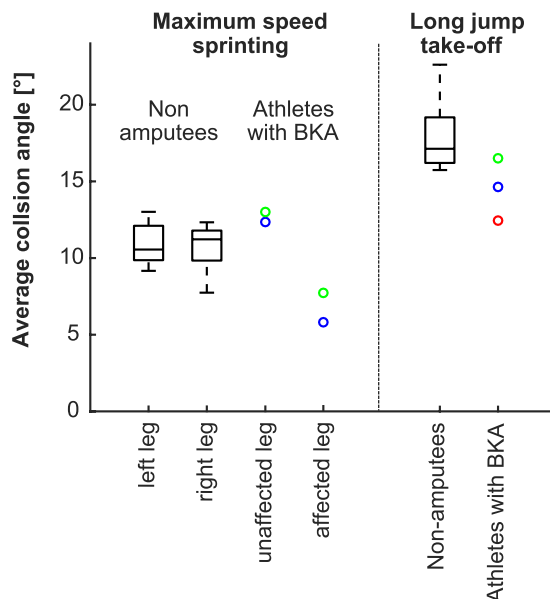 Maximum speed
sprinting
Long jump
take-off
Non
amputees
Athletes
with BKA
Average collsion angle [°]
20
15
10
5
0
left leg
right leg
unaffected leg
affected leg
Non-amputees
Athletes with BKA